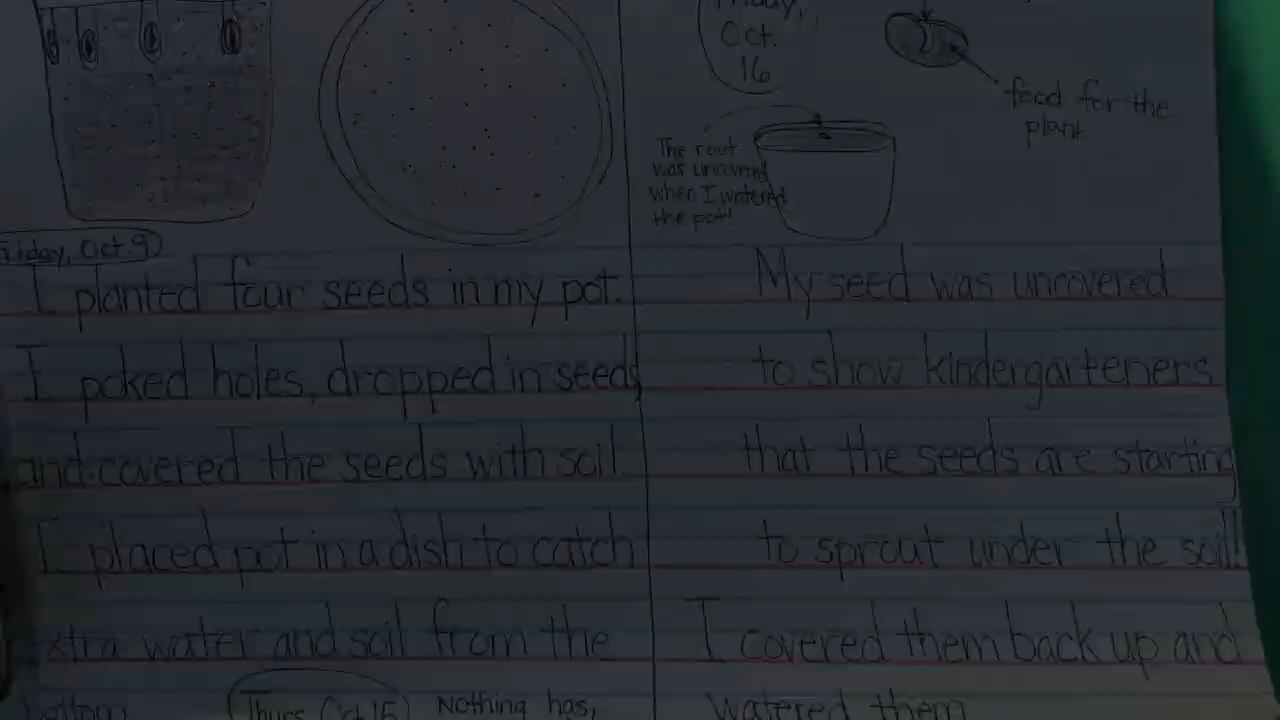 Friday, Oct. 9
I planted four seeds in my pot.
I poked holes, dropped in seeds,
and covered the seeds with soil.
I placed pot in a dish to catch
extra water and soil from the
bottom
Thurs. Oct 15
Nothing has,
Friday,
Oct.
16
food for the
plant
The root
was uncovered
when I watered
the pot!
My seed was uncovered
to show kindergarteners
that the seeds are starting
to sprout under the soil!
I covered them back up and
watered them